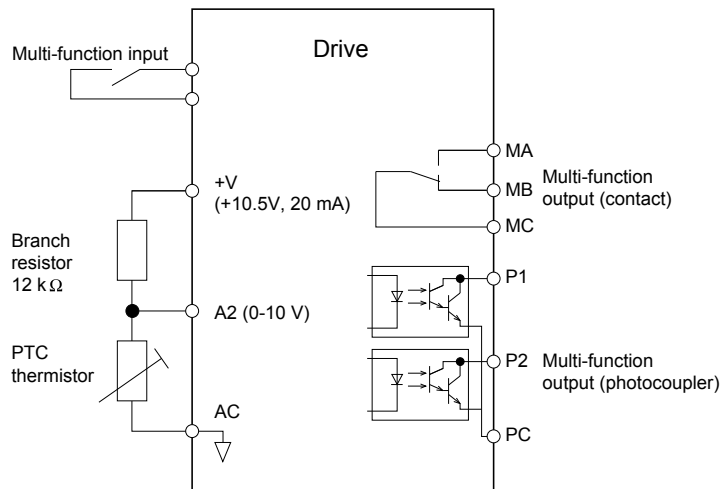 Drive
Multi-function input
+V
(+10.5V, 20 mA)
Branch
resistor
12 kΩ
A2 (0-10 V)
PTC
thermistor
AC
MA
MB
MC
Multi-function
output (contact)
P1
P2
PC
Multi-function
output (photocoupler)